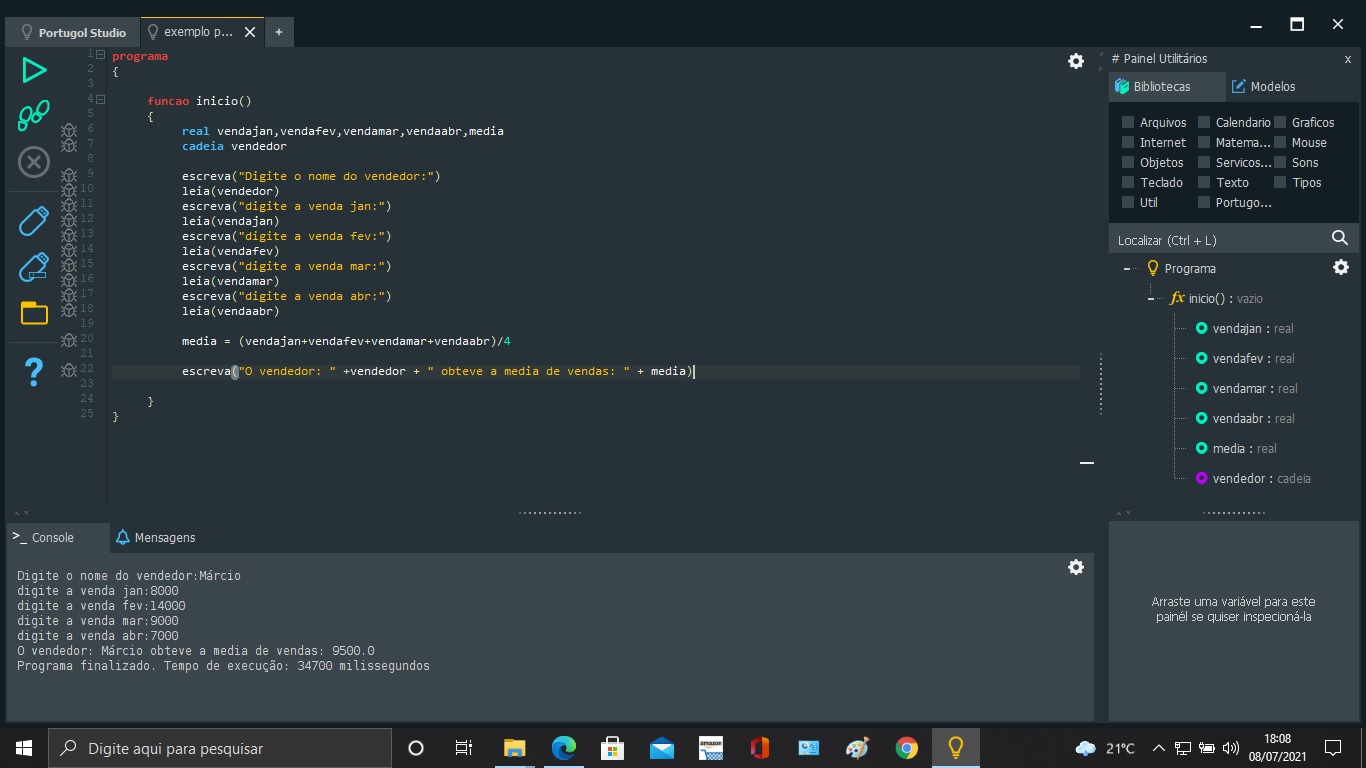 Portugol Studio
exemplo p...
+
1 programa
2 {
3
4 funcao inicio()
5 {
6 real vendajan,vendafev,vendamar,vendaabr,media
7 cadeia vendedor
8
9 escreva("Digite o nome do vendedor:")
10 leia(vendedor)
11 escreva("digite a venda jan:")
12 leia(vendajan)
13 escreva("digite a venda fev:")
14 leia(vendafev)
15 escreva("digite a venda mar:")
16 leia(vendamar)
17 escreva("digite a venda abr:")
18 leia(vendaabr)
19
20 media = (vendajan+vendafev+vendamar+vendaabr)/4
21
22 escreva("O vendedor: " +vendedor + " obteve a media de vendas: " + media)
23
24 }
25 }
# Painel Utilitários x
Bibliotecas Modelos
Arquivos Calendario Graficos
Internet Matema... Mouse
Objetos Servicos... Sons
Teclado Texto Tipos
Util Portugo...
Localizar (Ctrl + L)
Programa
fx inicio() : vazio
vendajan : real
vendafev : real
vendamar : real
vendaabr : real
media : real
vendedor : cadeia
Arraste uma variável para este
painél se quiser inspecioná-la
>_ Console Mensagens
Digite o nome do vendedor:Márcio
digite a venda jan:8000
digite a venda fev:14000
digite a venda mar:9000
digite a venda abr:7000
O vendedor: Márcio obteve a media de vendas: 9500.0
Programa finalizado. Tempo de execução: 34700 milissegundos
Digite aqui para pesquisar
amazon
21°C
18:08
08/07/2021